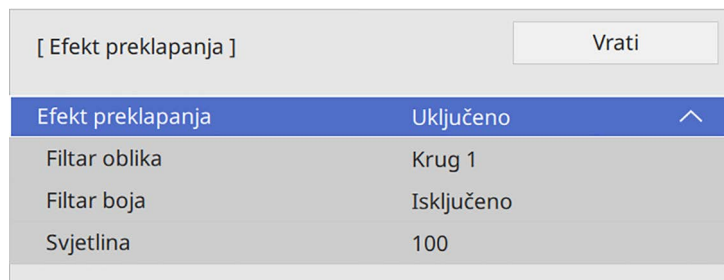 [ Efekt preklapanja ] Vrati
Efekt preklapanja Uključeno
Filtar oblika Krug 1
Filtar boja Isključeno
Svjetlina 100